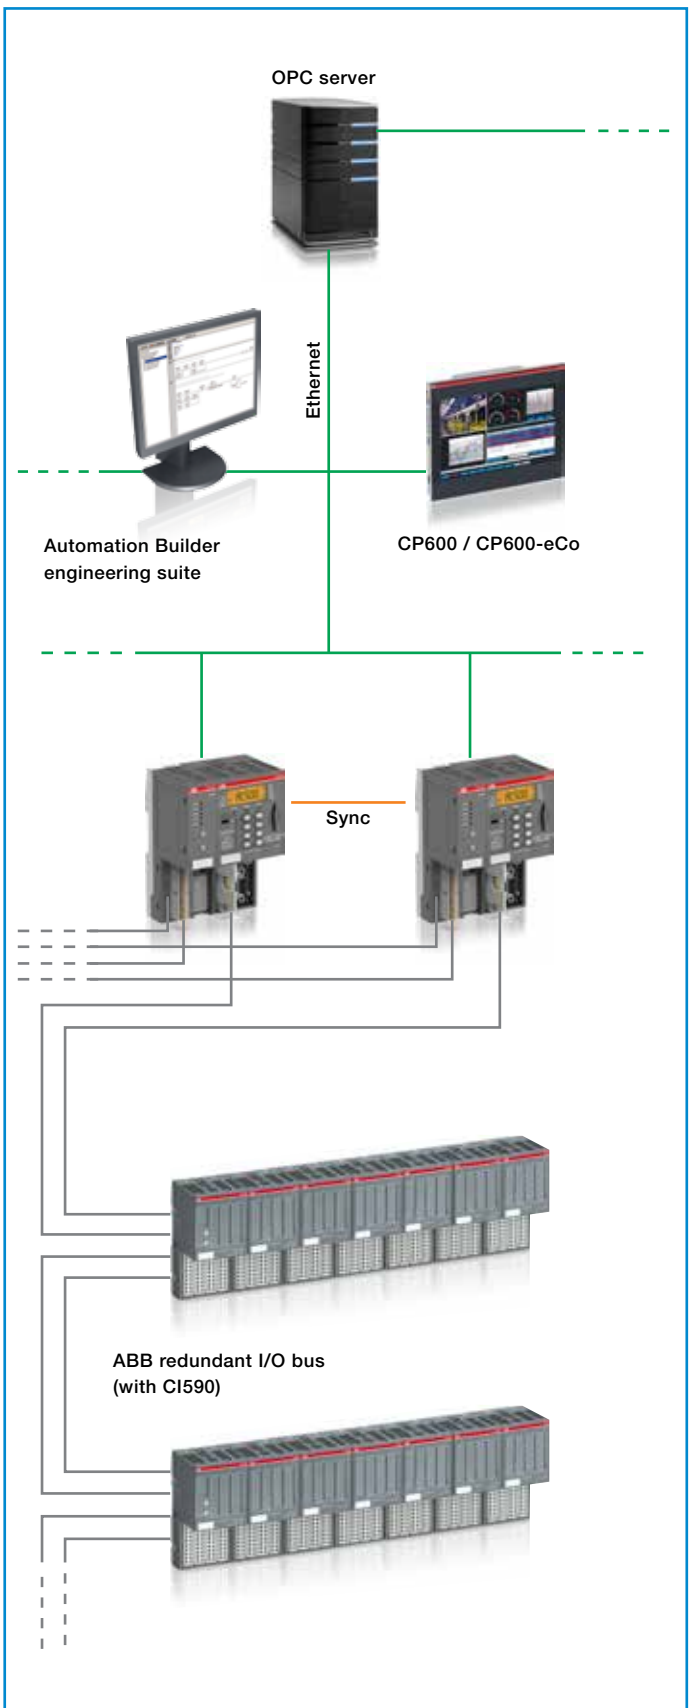 OPC server
Ethernet
Automation Builder
engineering suite
CP600 / CP600-eCo
Sync
ABB redundant I/O bus
(with CI590)